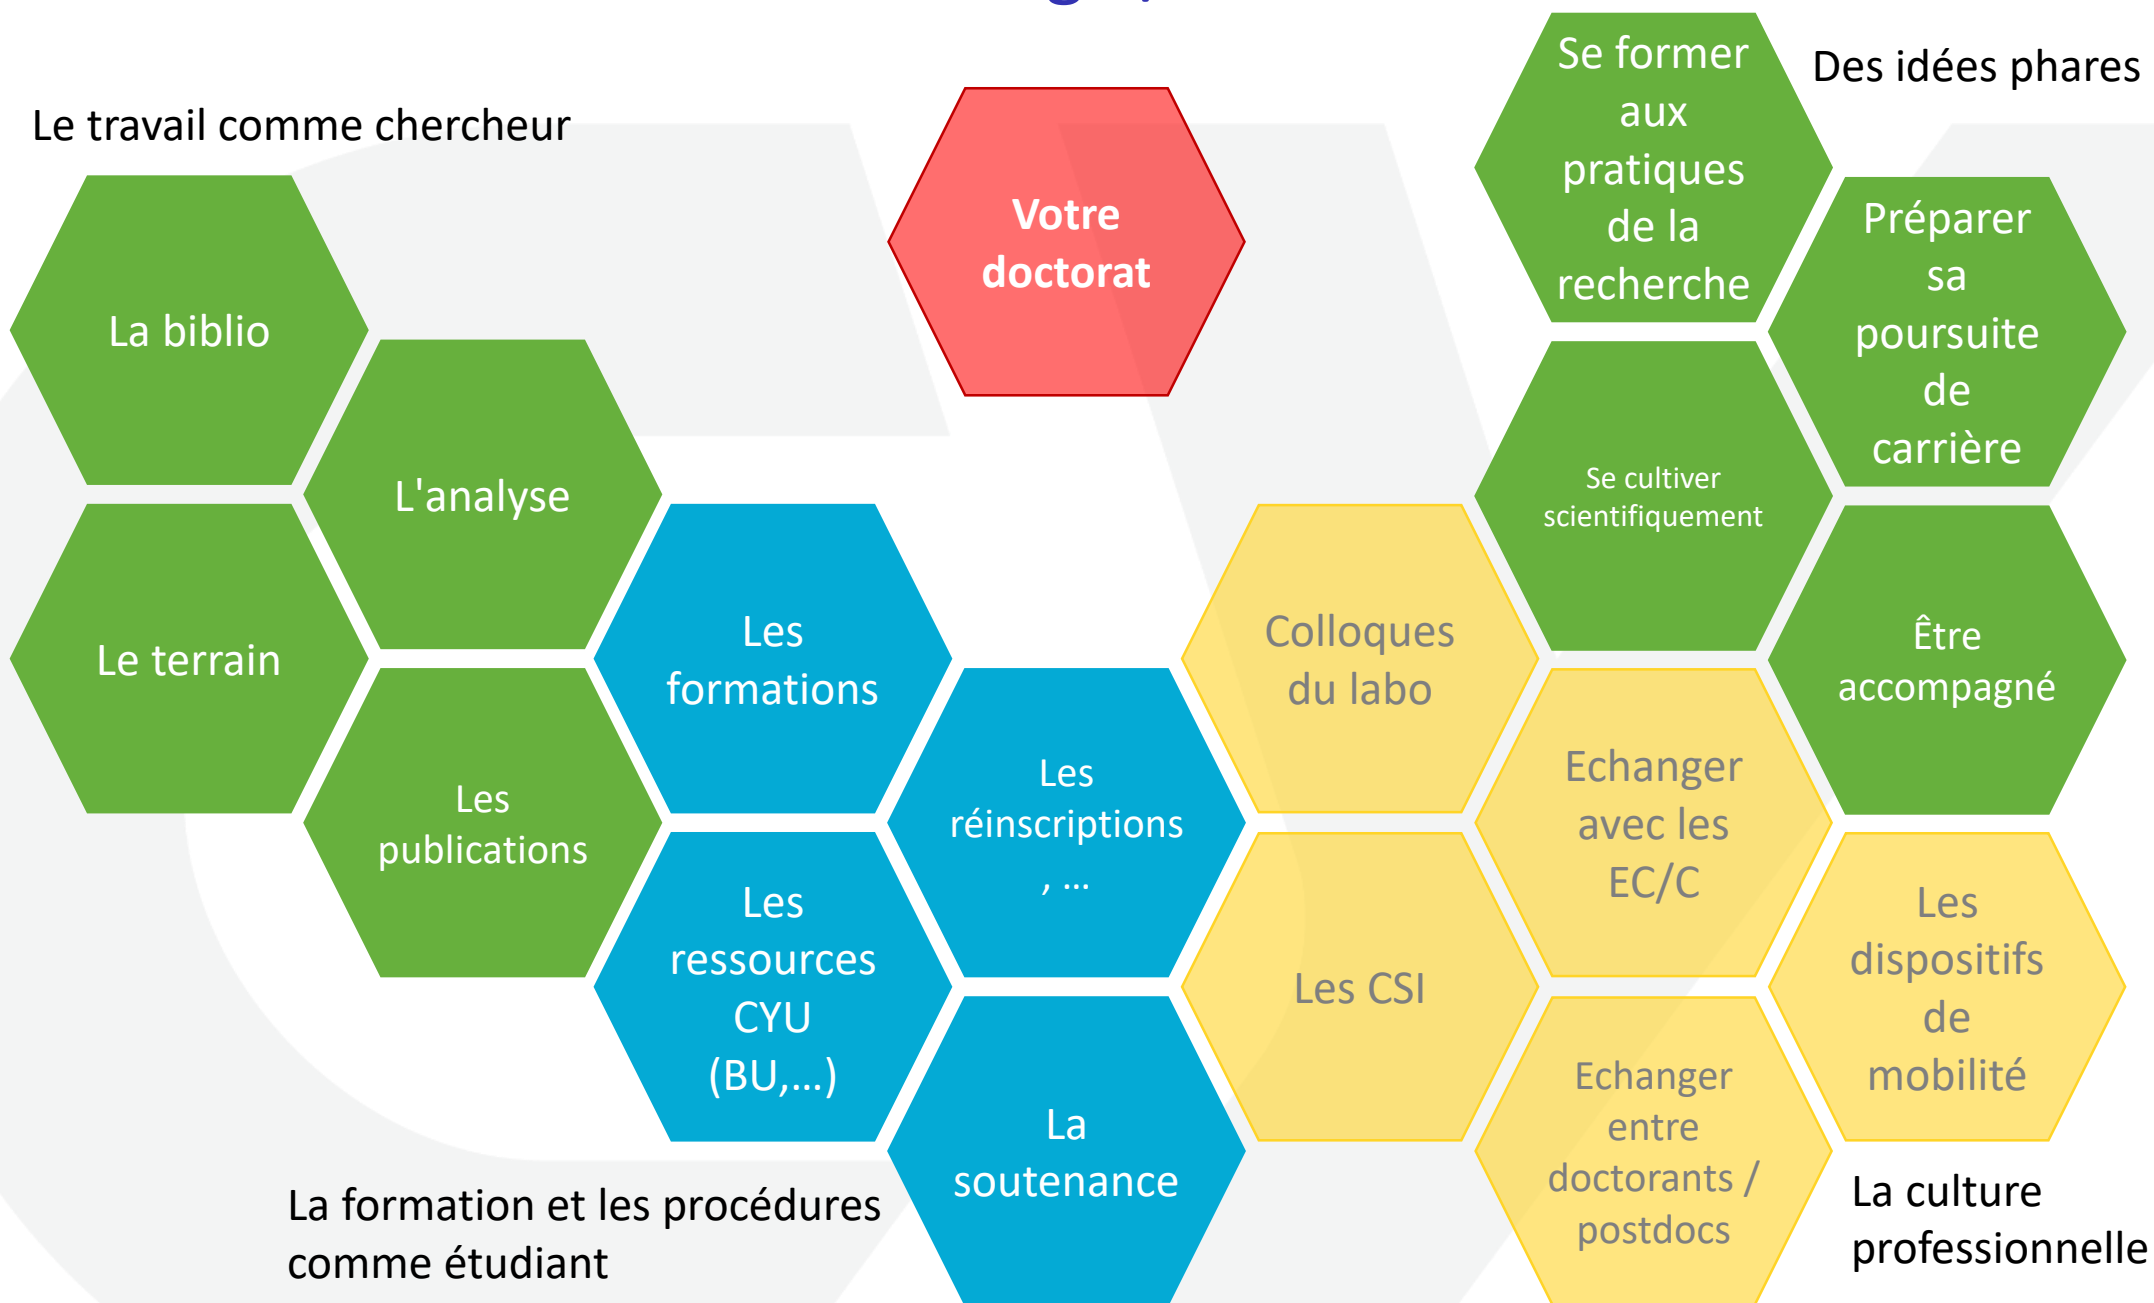 Le travail comme chercheur
La biblio
L'analyse
Le terrain
Les
publications
Votre
doctorat
Les
formations
Les
réinscriptions
, ...
Les
ressources
CYU
(BU,...)
La
soutenance
La formation et les procédures
comme étudiant
Des idées phares
Se former
aux
pratiques
de la
recherche
Préparer
sa
poursuite
de
carrière
Se cultiver
scientifiquement
Être
accompagné
Colloques
du labo
Echanger
avec les
EC/C
Les CSI
Les
dispositifs
de
mobilité
Echanger
entre
doctorants /
postdocs
La culture
professionnelle